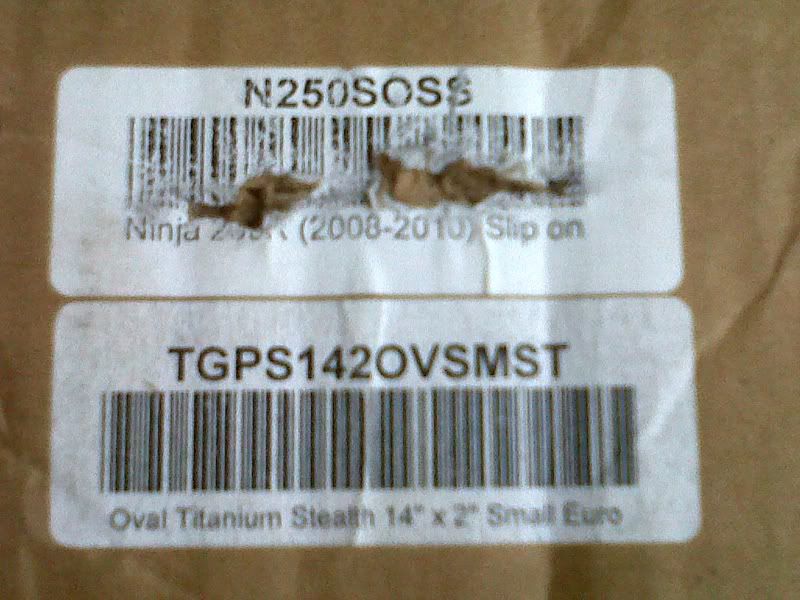 N250SOSS
Ninja (2008-2010) Slip on
TGPS142OVSMST
Oval Titanium Stealth 14" x 2" Small Euro